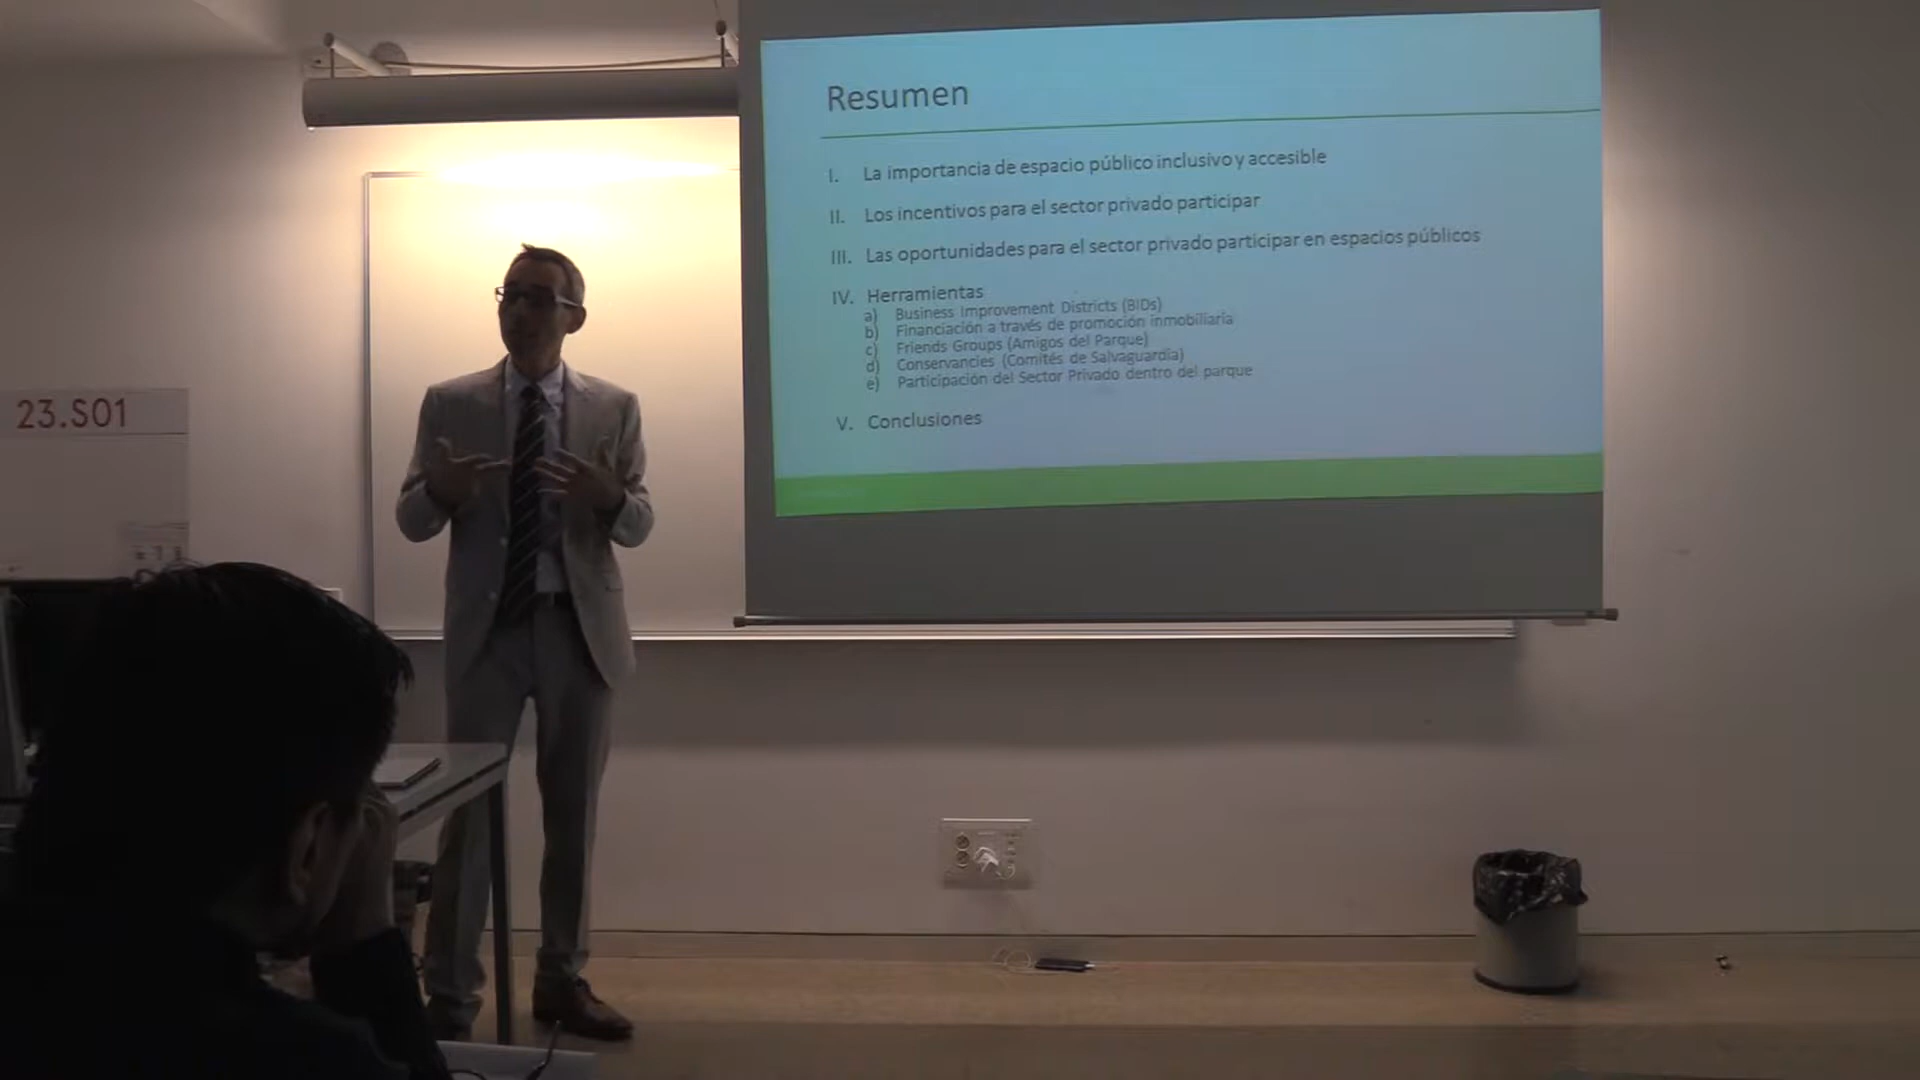 23.S01
Resumen
I. La importancia de espacio público inclusivo y accesible
II. Los incentivos para el sector privado participar
III. Las oportunidades para el sector privado participar en espacios públicos
IV. Herramientas
a) Business Improvement Districts (BIDs)
b) Financiación a través de promoción inmobiliaria
c) Friends Groups (Amigos del Parque)
d) Conservancies (Comités de Salvaguardia)
e) Participación del Sector Privado dentro del parque
V. Conclusiones